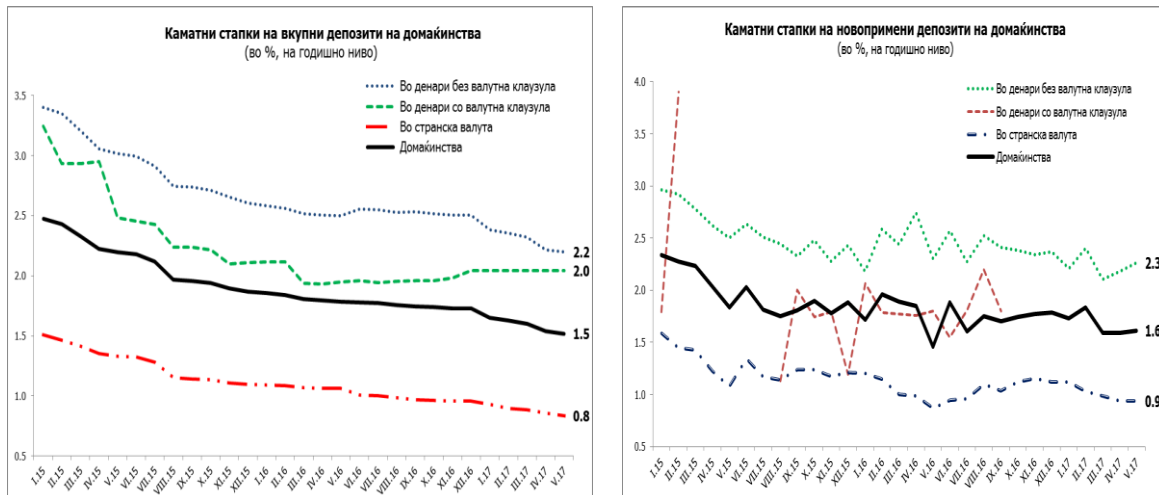 Каматни стапки на вкупни депозити на домаќинства
(во %, на годишно ниво)
Во денари без валутна клаузула
Во денари со валутна клаузула
Во странска валута
Домаќинства
3.5
3.0
2.5
2.0
1.5
1.0
0.5
2.2
2.0
1.5
0.8
I.15 II.15 III.15 IV.15 V.15 VI.15 VII.15 VIII.15 IX.15 X.15 XI.15 XII.15 I.16 II.16 III.16 IV.16 V.16 VI.16 VII.16 VIII.16 IX.16 X.16 XI.16 XII.16 I.17 II.17 III.17 IV.17 V.17
Каматни стапки на новопримени депозити на домаќинства
(во %, на годишно ниво)
Во денари без валутна клаузула
Во денари со валутна клаузула
Во странска валута
Домаќинства
4.0
3.5
3.0
2.5
2.0
1.5
1.0
0.5
2.3
1.6
0.9
I.15 II.15 III.15 IV.15 V.15 VI.15 VII.15 VIII.15 IX.15 X.15 XI.15 XII.15 I.16 II.16 III.16 IV.16 V.16 VI.16 VII.16 VIII.16 IX.16 X.16 XI.16 XII.16 I.17 II.17 III.17 IV.17 V.17